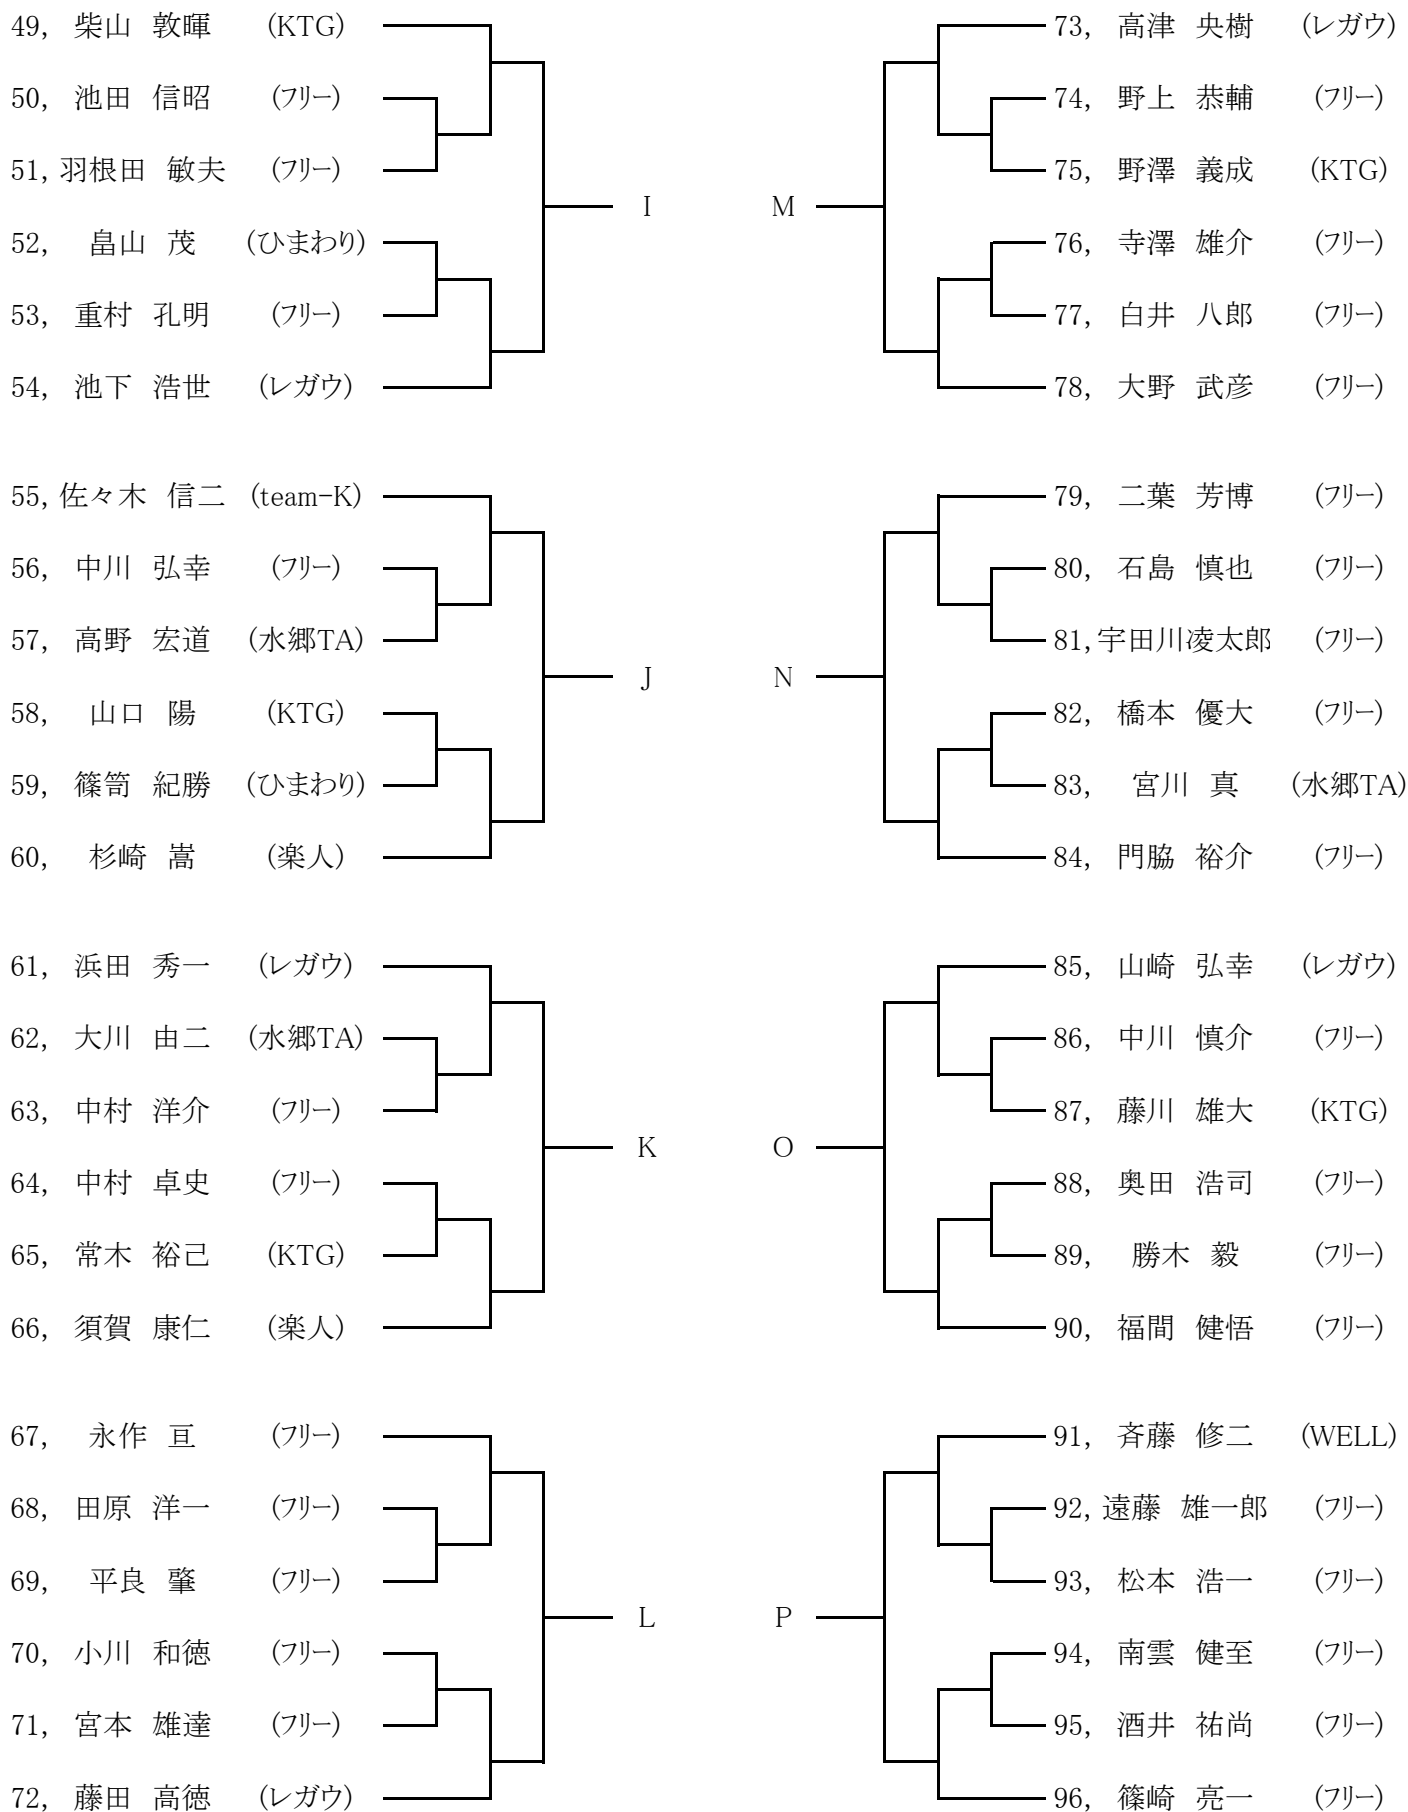 49, 柴山 敦暉 (KTG)
50, 池田 信昭 (フリー)
51, 羽根田 敏夫 (フリー)
I
52, 畠山 茂 (ひまわり)
53, 重村 孔明 (フリー)
54, 池下 浩世 (レガウ)
55, 佐々木 信二 (team-K)
56, 中川 弘幸 (フリー)
57, 高野 宏道 (水郷TA)
J
58, 山口 陽 (KTG)
59, 篠笥 紀勝 (ひまわり)
60, 杉崎 嵩 (楽人)
61, 浜田 秀一 (レガウ)
62, 大川 由二 (水郷TA)
63, 中村 洋介 (フリー)
K
64, 中村 卓史 (フリー)
65, 常木 裕己 (KTG)
66, 須賀 康仁 (楽人)
67, 永作 亘 (フリー)
68, 田原 洋一 (フリー)
69, 平良 肇 (フリー)
L
70, 小川 和徳 (フリー)
71, 宮本 雄達 (フリー)
72, 藤田 高徳 (レガウ)
73, 高津 央樹 (レガウ)
74, 野上 恭輔 (フリー)
75, 野澤 義成 (KTG)
M
76, 寺澤 雄介 (フリー)
77, 白井 八郎 (フリー)
78, 大野 武彦 (フリー)
79, 二葉 芳博 (フリー)
80, 石島 慎也 (フリー)
81, 宇田川凌太郎 (フリー)
N
82, 橋本 優大 (フリー)
83, 宮川 真 (水郷TA)
84, 門脇 裕介 (フリー)
85, 山崎 弘幸 (レガウ)
86, 中川 慎介 (フリー)
87, 藤川 雄大 (KTG)
O
88, 奥田 浩司 (フリー)
89, 勝木 毅 (フリー)
90, 福間 健悟 (フリー)
91, 斉藤 修二 (WELL)
92, 遠藤 雄一郎 (フリー)
93, 松本 浩一 (フリー)
P
94, 南雲 健至 (フリー)
95, 酒井 祐尚 (フリー)
96, 篠崎 亮一 (フリー)